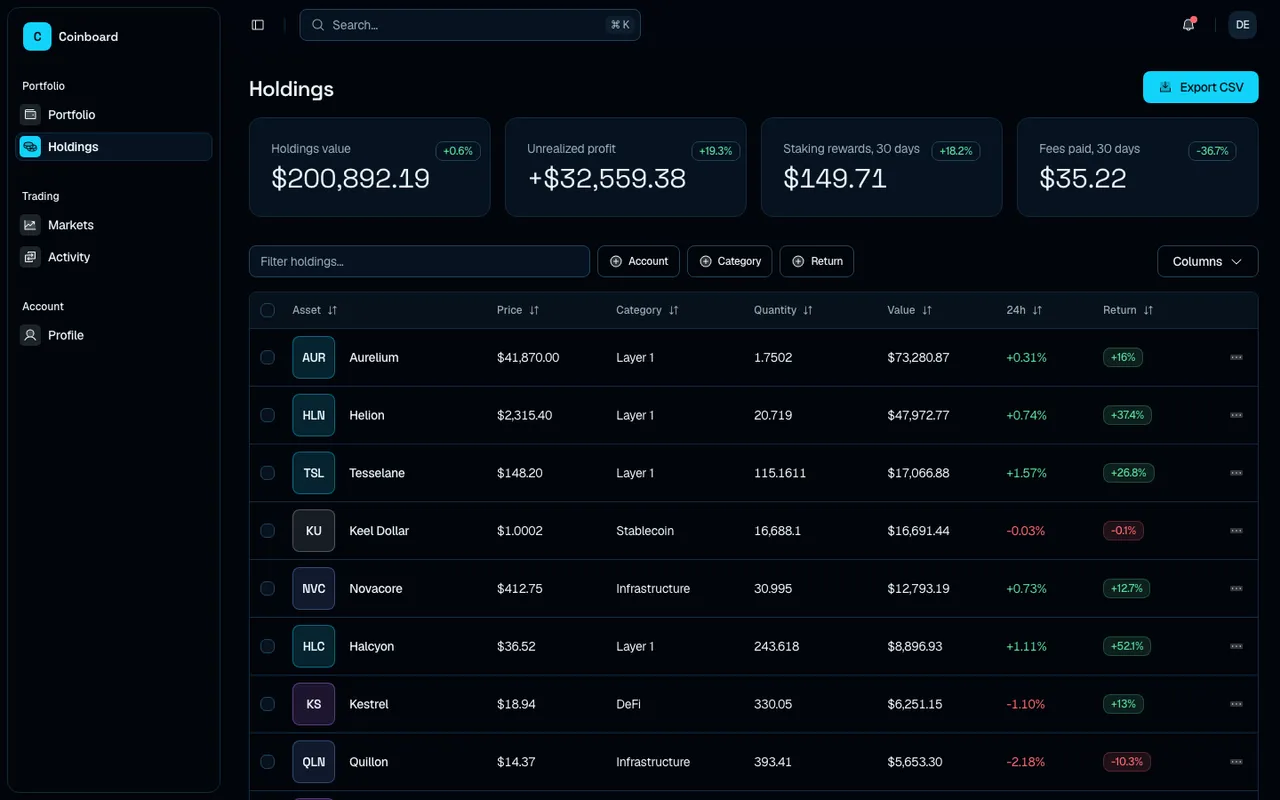 C Coinboard
Search... ⌘ K
DE
Portfolio
Portfolio
Holdings
Trading
Markets
Activity
Account
Profile
Holdings
Export CSV
Holdings value +0.6%
$200,892.19
Unrealized profit +19.3%
+$32,559.38
Staking rewards, 30 days +18.2%
$149.71
Fees paid, 30 days -36.7%
$35.22
Filter holdings... Account Category Return Columns
Asset Price Category Quantity Value 24h Return
AUR Aurelium $41,870.00 Layer 1 1.7502 $73,280.87 +0.31% +16%
HLN Helion $2,315.40 Layer 1 20.719 $47,972.77 +0.74% +37.4%
TSL Tesselane $148.20 Layer 1 115.1611 $17,066.88 +1.57% +26.8%
KU Keel Dollar $1.0002 Stablecoin 16,688.1 $16,691.44 -0.03% -0.1%
NVC Novacore $412.75 Infrastructure 30.995 $12,793.19 +0.73% +12.7%
HLC Halcyon $36.52 Layer 1 243.618 $8,896.93 +1.11% +52.1%
KS Kestrel $18.94 DeFi 330.05 $6,251.15 -1.10% +13%
QLN Quillon $14.37 Infrastructure 393.41 $5,653.30 -2.18% -10.3%